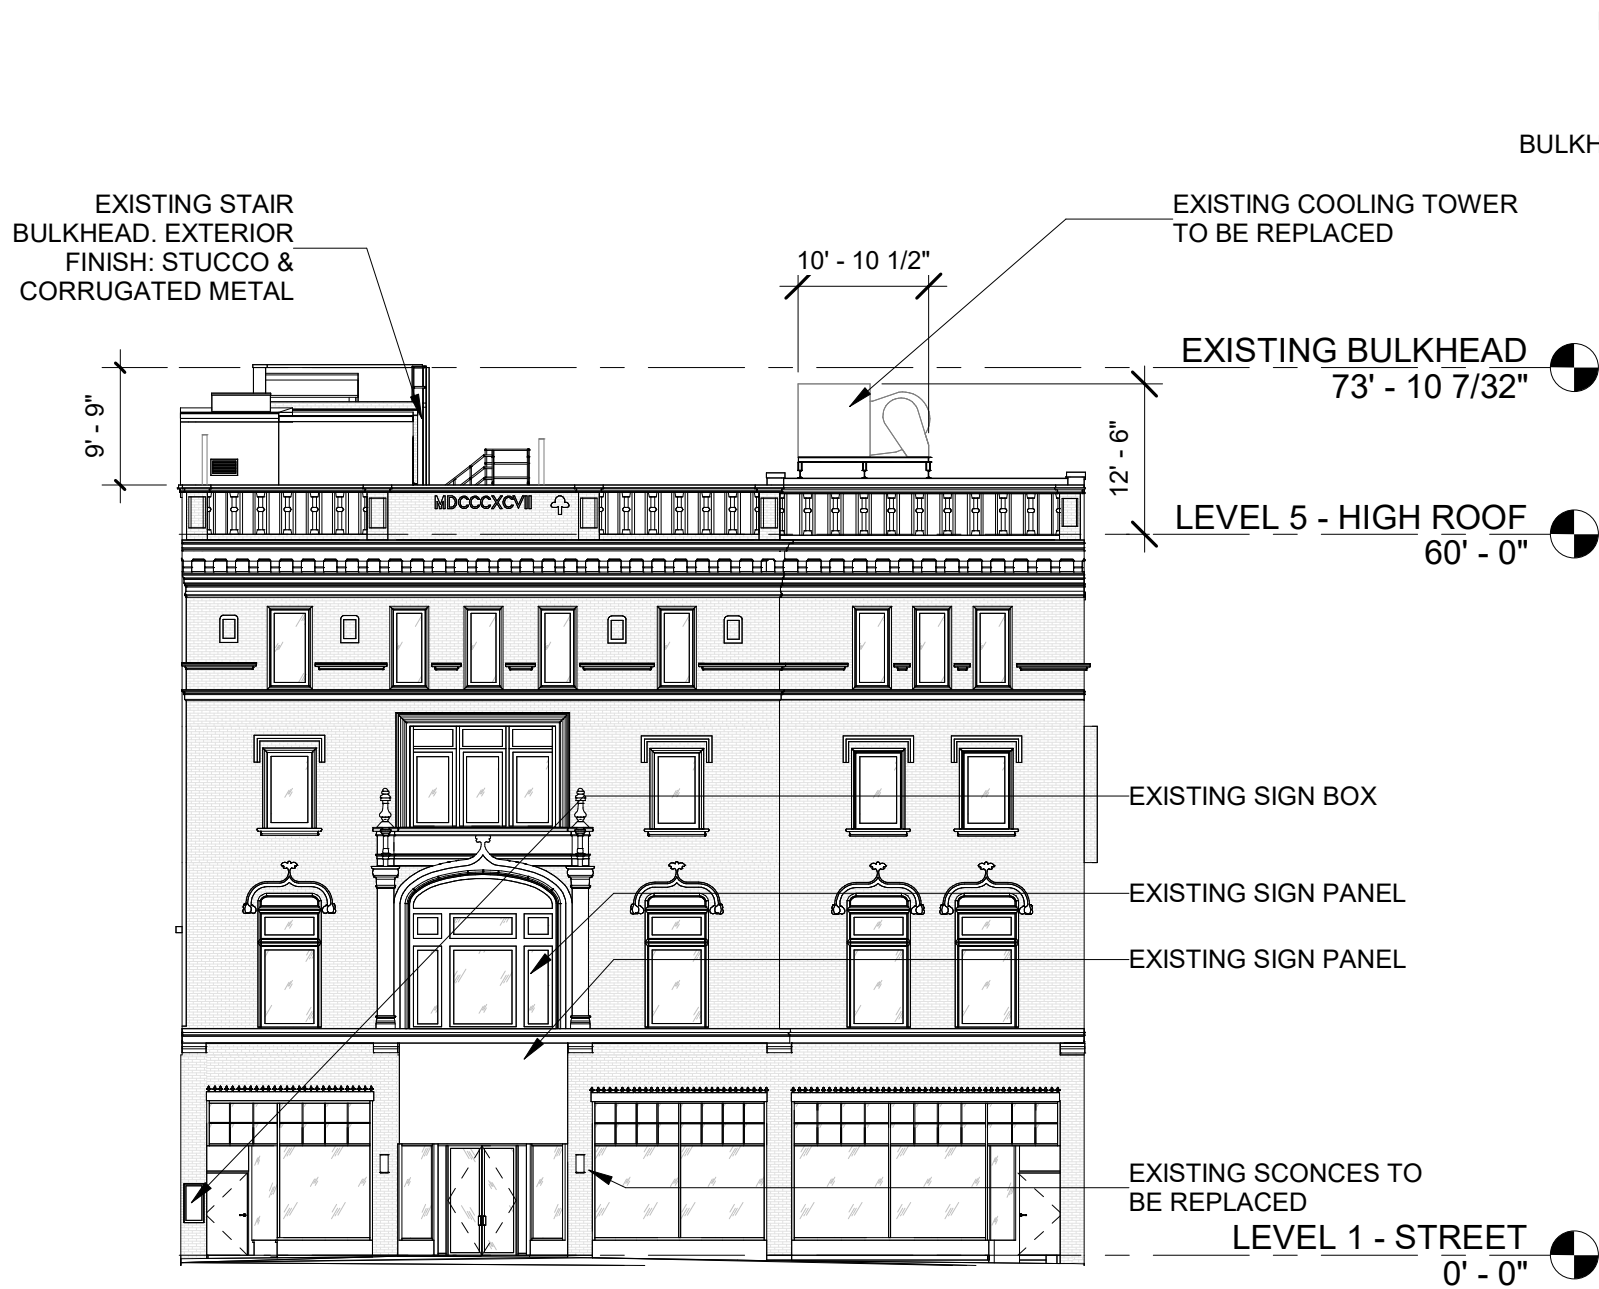 BULKH
EXISTING STAIR
BULKHEAD. EXTERIOR
FINISH: STUCCO &
CORRUGATED METAL
EXISTING COOLING TOWER
TO BE REPLACED
10' - 10 1/2"
EXISTING BULKHEAD
73' - 10 7/32"
9' - 9"
12' - 6"
MDCCCXCVII
LEVEL 5 - HIGH ROOF
60' - 0"
EXISTING SIGN BOX
EXISTING SIGN PANEL
EXISTING SIGN PANEL
EXISTING SCONCES TO
BE REPLACED
LEVEL 1 - STREET
0' - 0"